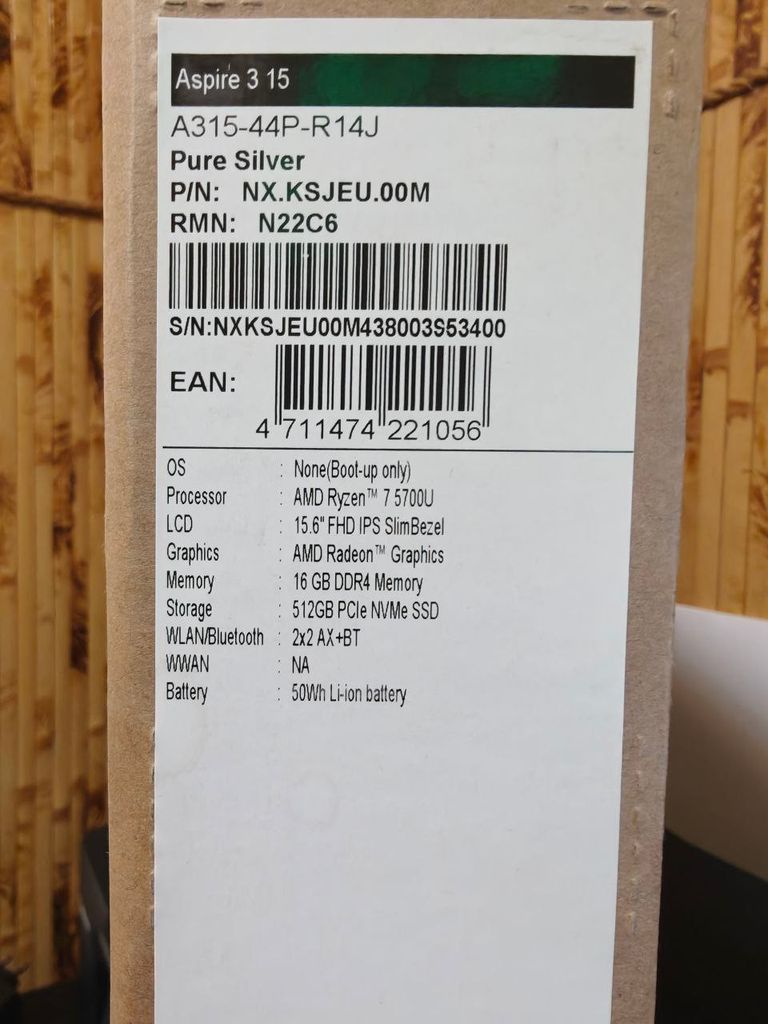 Aspire 3 15
A315-44P-R14J
Pure Silver
P/N: NX.KSJEU.00M
RMN: N22C6
S/N:NXKSJEU00M438003S53400
EAN:
4 711474 221056
OS : None(Boot-up only)
Processor : AMD Ryzen™ 7 5700U
LCD : 15.6" FHD IPS SlimBezel
Graphics : AMD Radeon™ Graphics
Memory : 16 GB DDR4 Memory
Storage : 512GB PCIe NVMe SSD
WLAN/Bluetooth : 2x2 AX+BT
WWAN : NA
Battery : 50Wh Li-ion battery